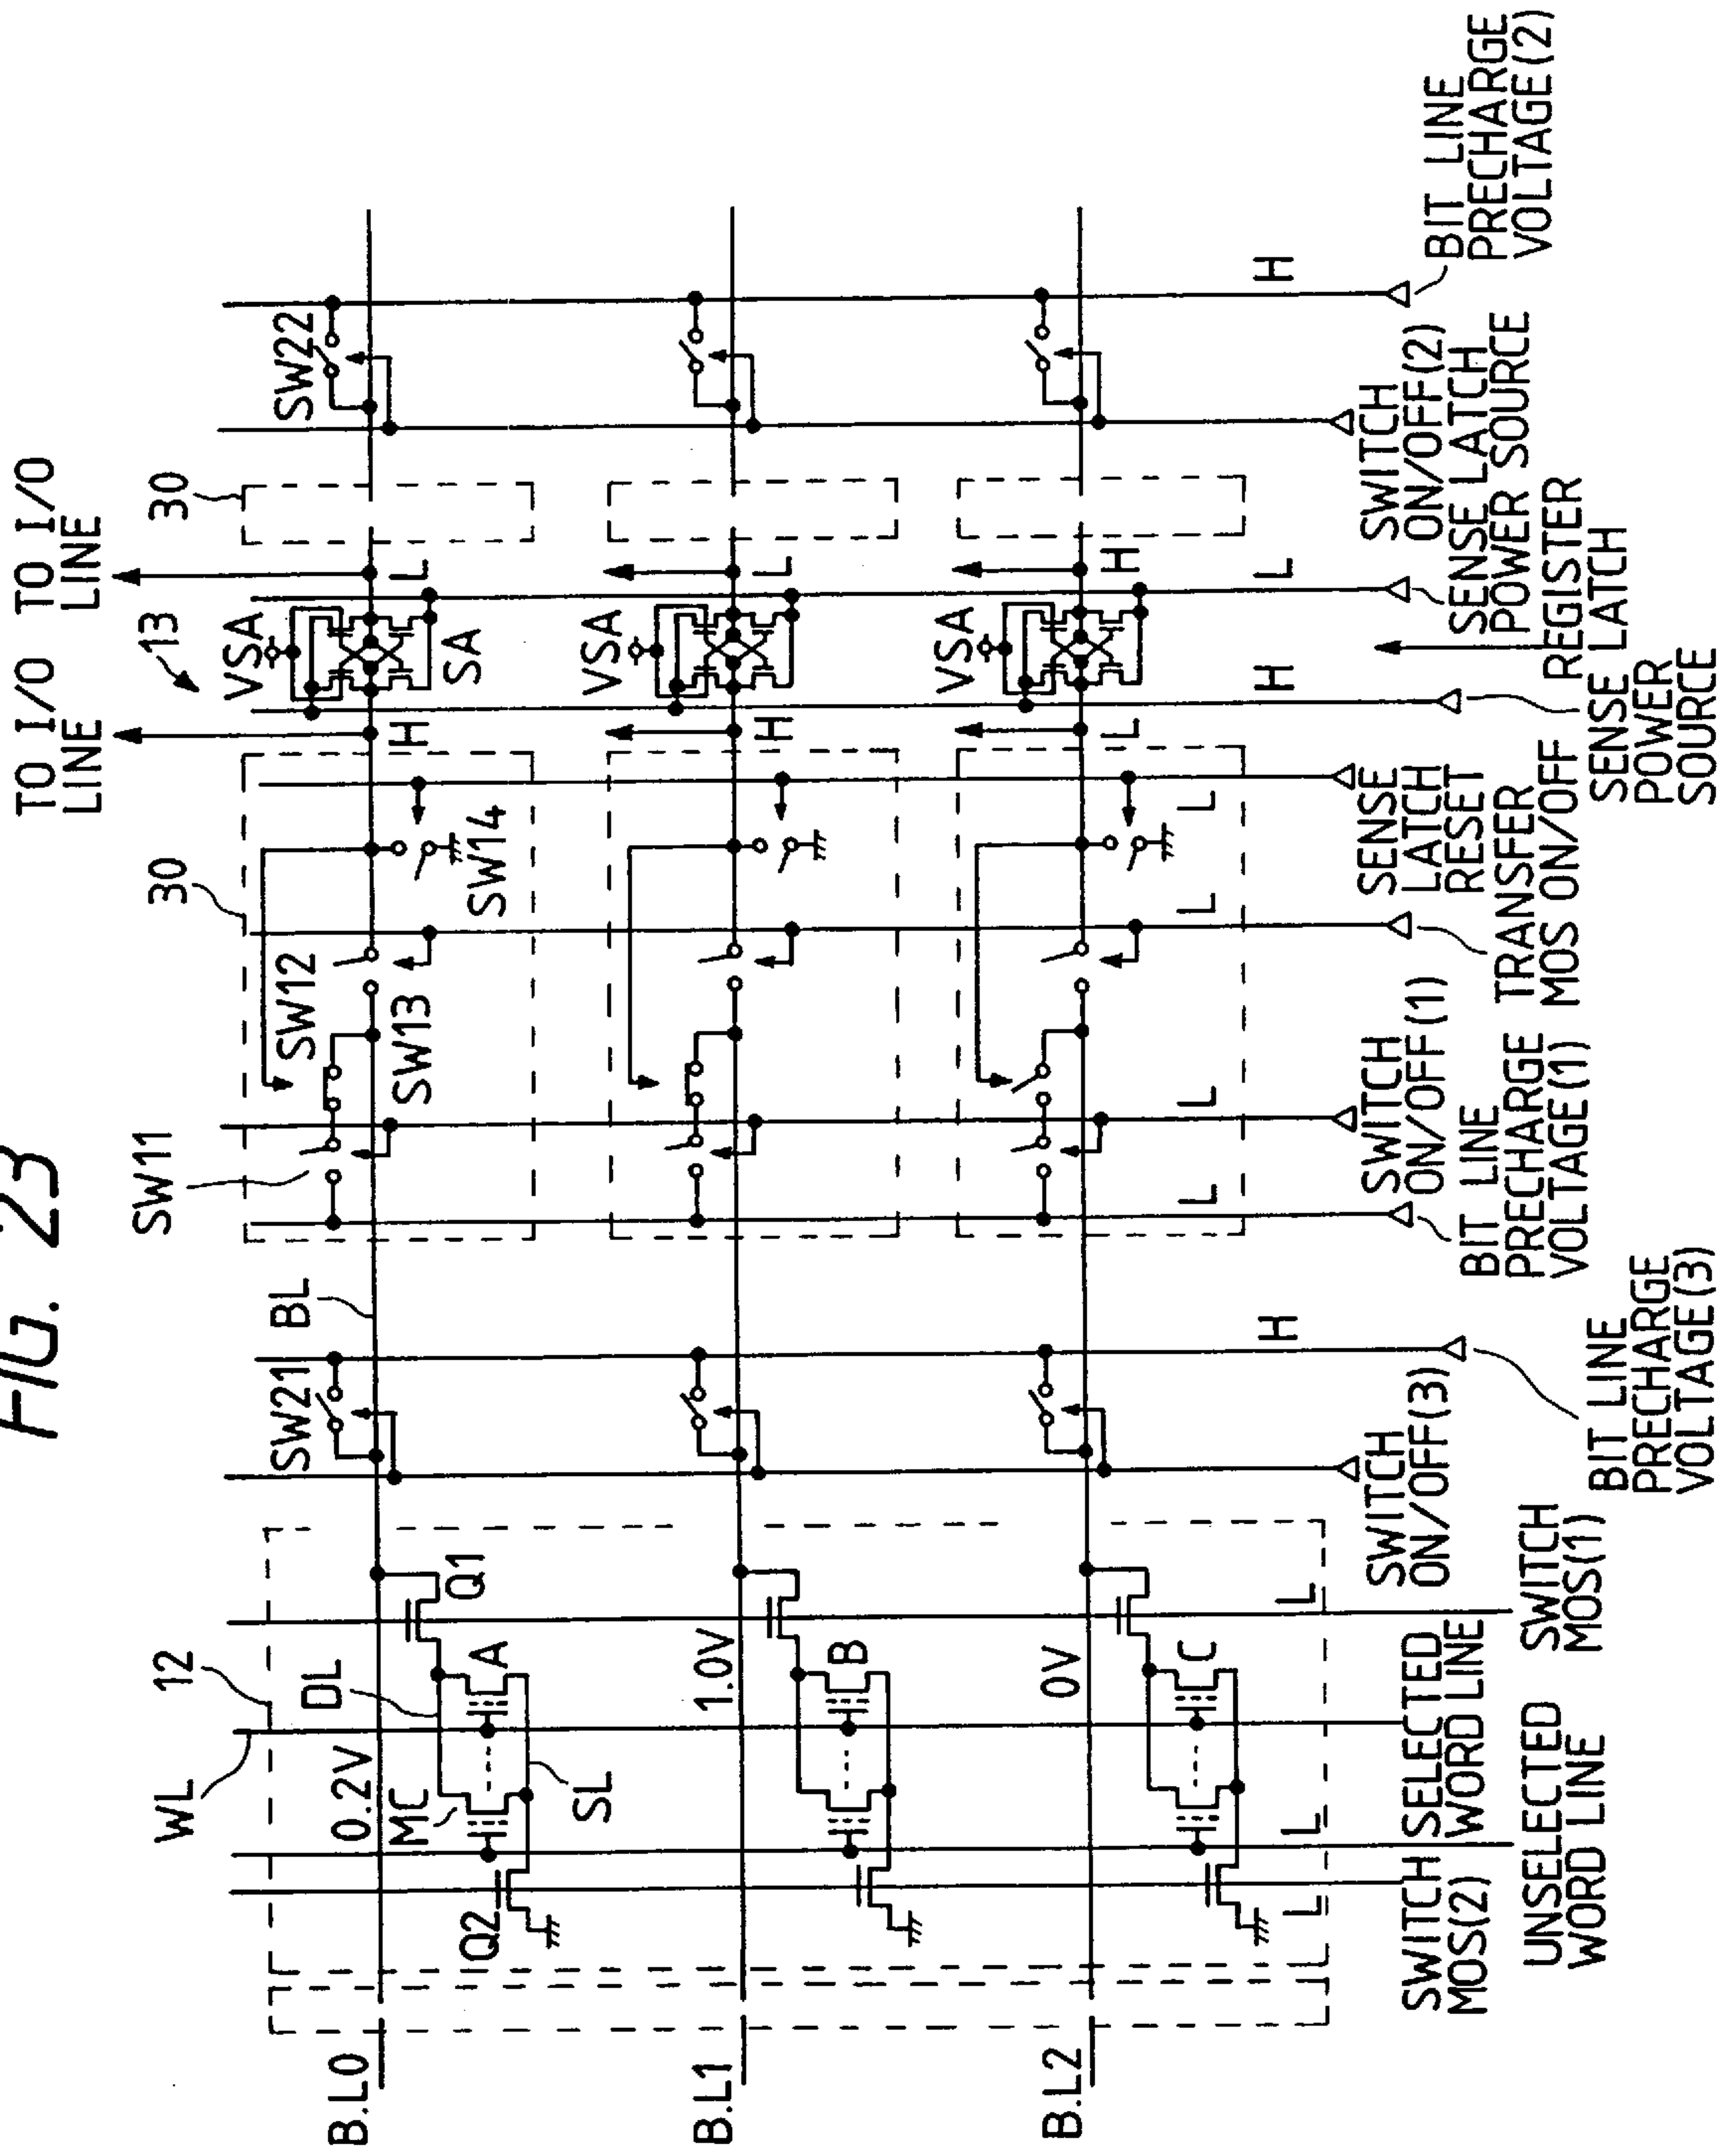 FIG. 23
TO I/O
LINE
TO I/O
LINE
13
30
30
12
WL
B.L0
0.2V
MC
DL
A
Q1
Q2
SL
SW21
BL
SW11
SW12
SW13
SW14
H
VSA
SA
L
SW22
B.L1
1.0V
B
H
VSA
L
B.L2
0V
C
L
VSA
H
L
L
L
H
L
L
L
L
H
L
H
SWITCH
MOS(2)
UNSELECTED
WORD LINE
SELECTED
WORD LINE
SWITCH
MOS(1)
SWITCH
ON/OFF(3)
BIT LINE
PRECHARGE
VOLTAGE(3)
BIT LINE
PRECHARGE
VOLTAGE(1)
SWITCH
ON/OFF(1)
TRANSFER
MOS ON/OFF
SENSE
LATCH
RESET
SENSE
POWER
SOURCE
REGISTER
LATCH
SENSE LATCH
POWER SOURCE
SWITCH
ON/OFF(2)
BIT LINE
PRECHARGE
VOLTAGE(2)